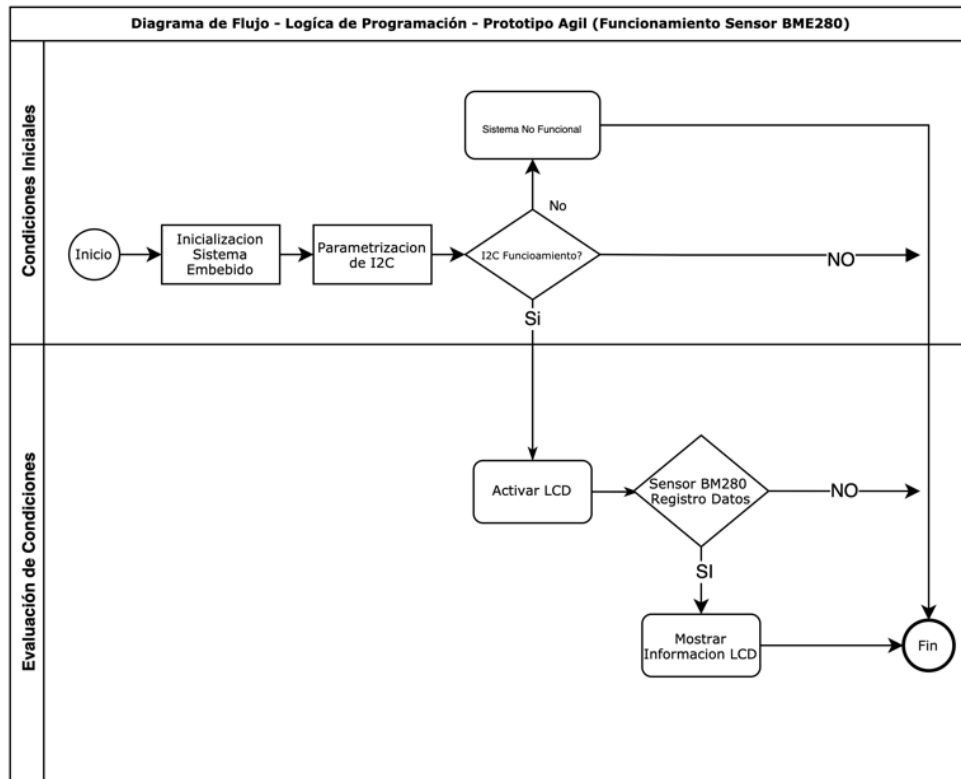 Diagrama de Flujo - Logíca de Programación - Prototipo Agil (Funcionamiento Sensor BME280)
Condiciones Iniciales
Sistema No Funcional
No
Inicio
Inicializacion
Sistema
Embebido
Parametrizacion
de I2C
I2C Funcioamiento?
NO
Si
Evaluación de Condiciones
Activar LCD
Sensor BM280
Registro Datos
NO
SI
Mostrar
Informacion LCD
Fin